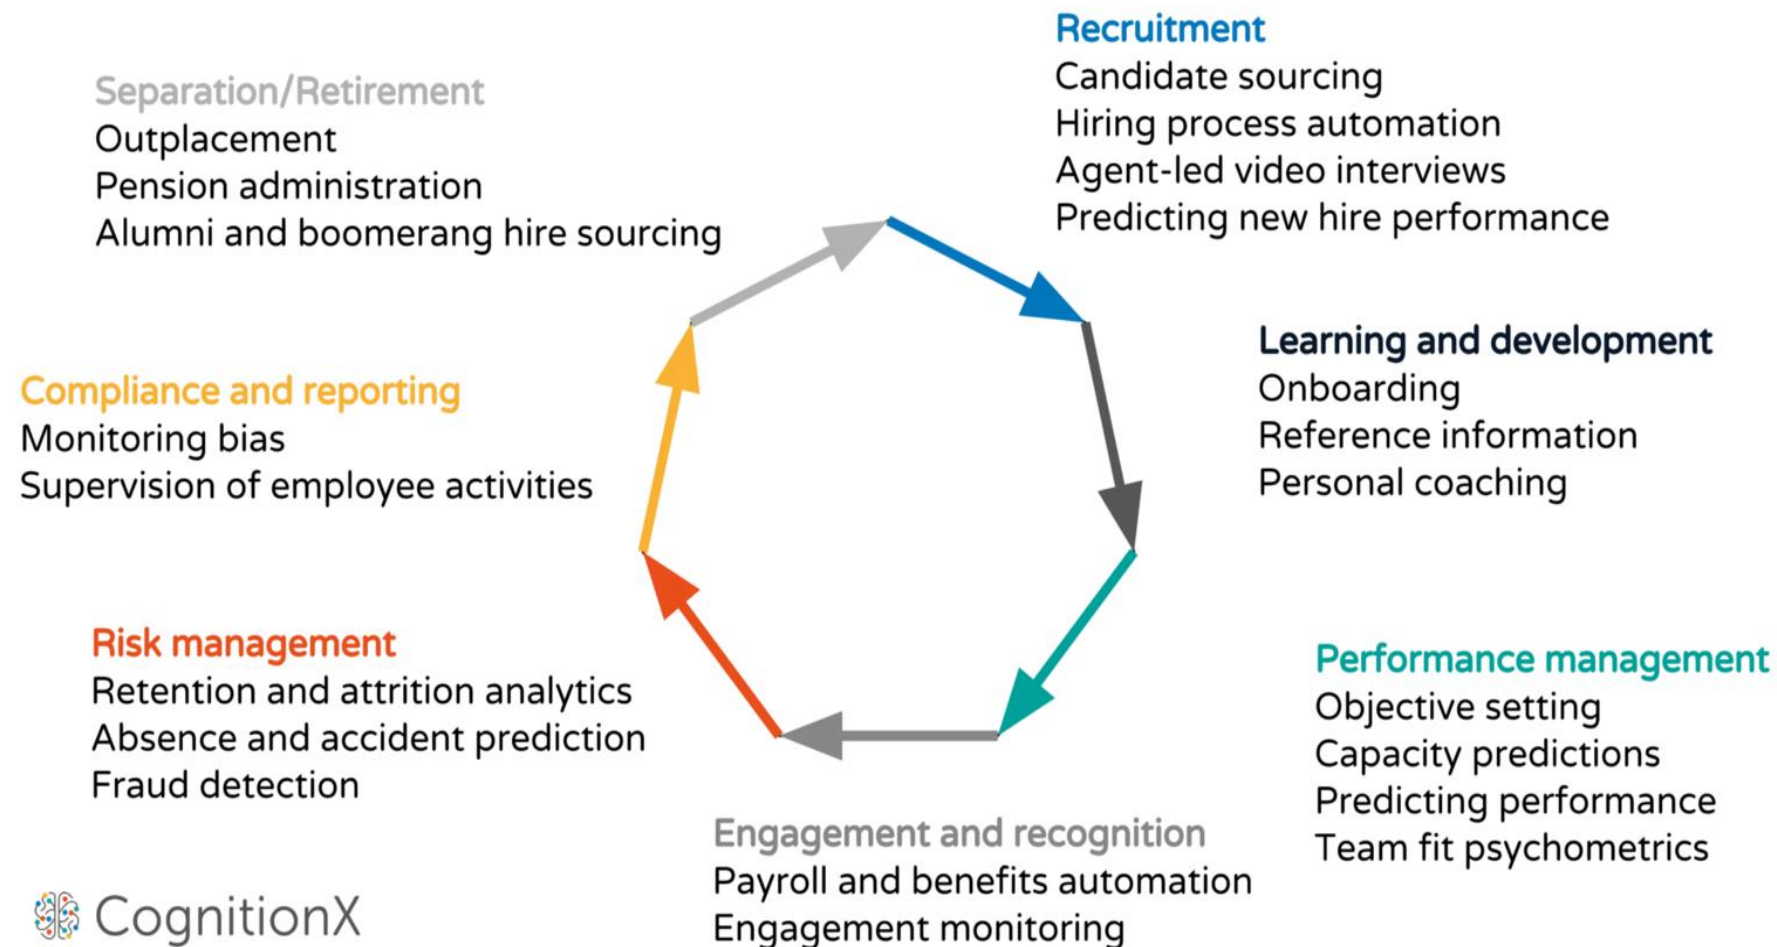 Recruitment
Candidate sourcing
Hiring process automation
Agent-led video interviews
Predicting new hire performance
Learning and development
Onboarding
Reference information
Personal coaching
Performance management
Objective setting
Capacity predictions
Predicting performance
Team fit psychometrics
Engagement and recognition
Payroll and benefits automation
Engagement monitoring
Risk management
Retention and attrition analytics
Absence and accident prediction
Fraud detection
Compliance and reporting
Monitoring bias
Supervision of employee activities
Separation/Retirement
Outplacement
Pension administration
Alumni and boomerang hire sourcing
CognitionX